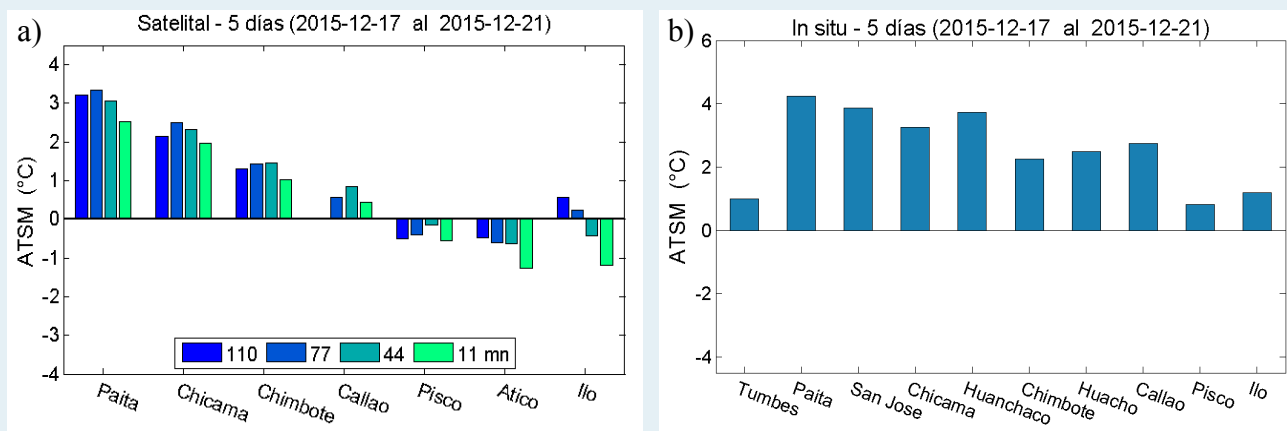 a)
Satelital - 5 días (2015-12-17 al 2015-12-21)
ATSM (°C)
4
3
2
1
0
-1
-2
-3
-4
110 77 44 11 mn
Paita Chicama Chimbote Callao Pisco Atico Ilo
b)
In situ - 5 días (2015-12-17 al 2015-12-21)
ATSM (°C)
6
4
2
0
-2
-4
Tumbes Paita San Jose Chicama Huanchaco Chimbote Huacho Callao Pisco Ilo